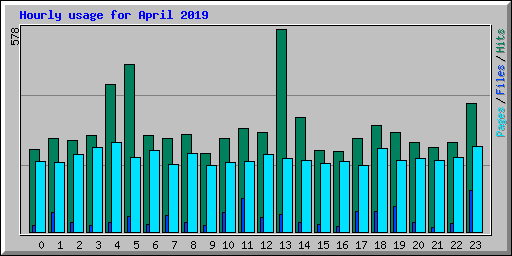 Hourly usage for April 2019
578
Pages / Files / Hits
0 1 2 3 4 5 6 7 8 9 10 11 12 13 14 15 16 17 18 19 20 21 22 23